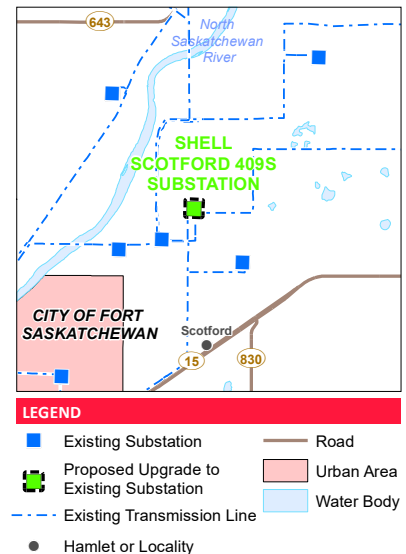 643
North
Saskatchewan
River
SHELL
SCOTFORD 409S
SUBSTATION
CITY OF FORT
SASKATCHEWAN
Scotford
15
830
LEGEND
Existing Substation
Proposed Upgrade to
Existing Substation
Existing Transmission Line
Hamlet or Locality
Road
Urban Area
Water Body